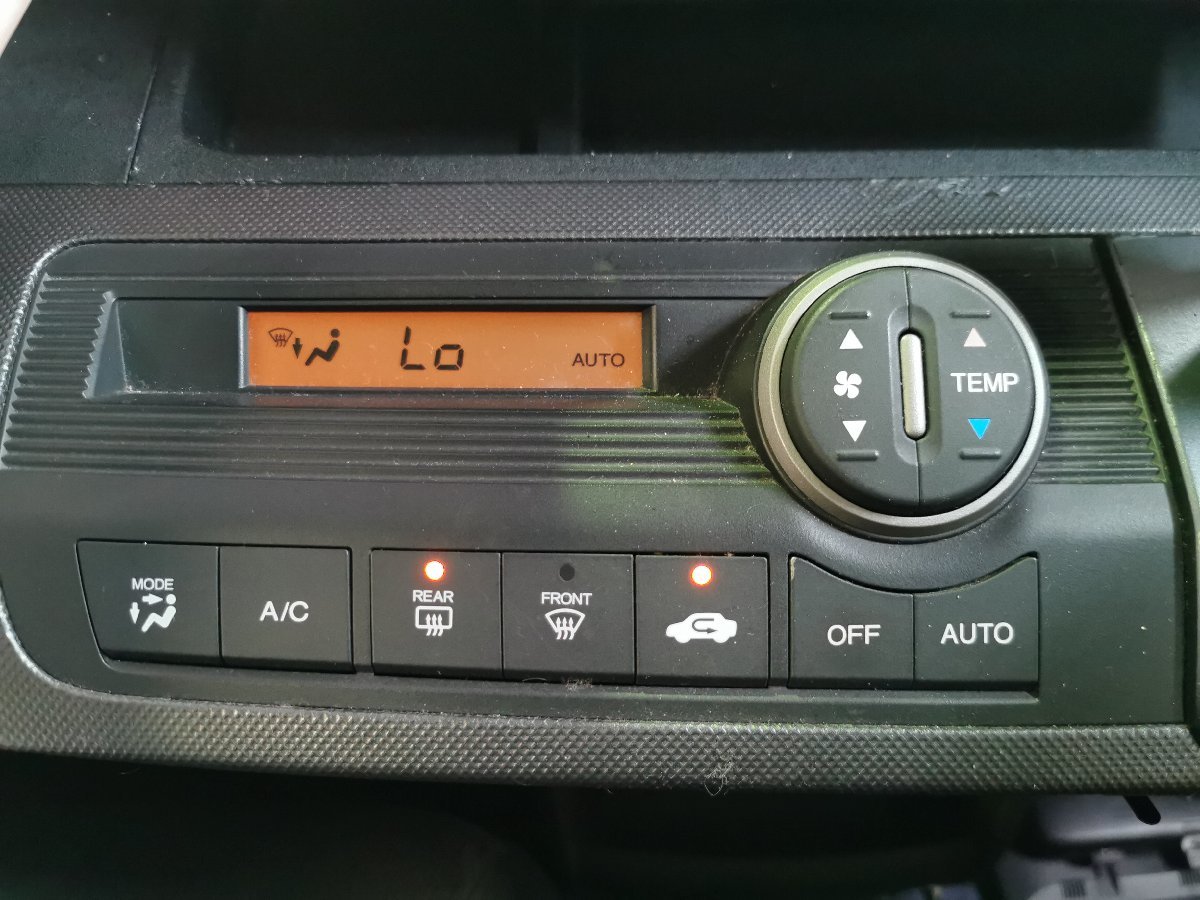 Lo
AUTO
TEMP
MODE
A/C
REAR
FRONT
OFF
AUTO